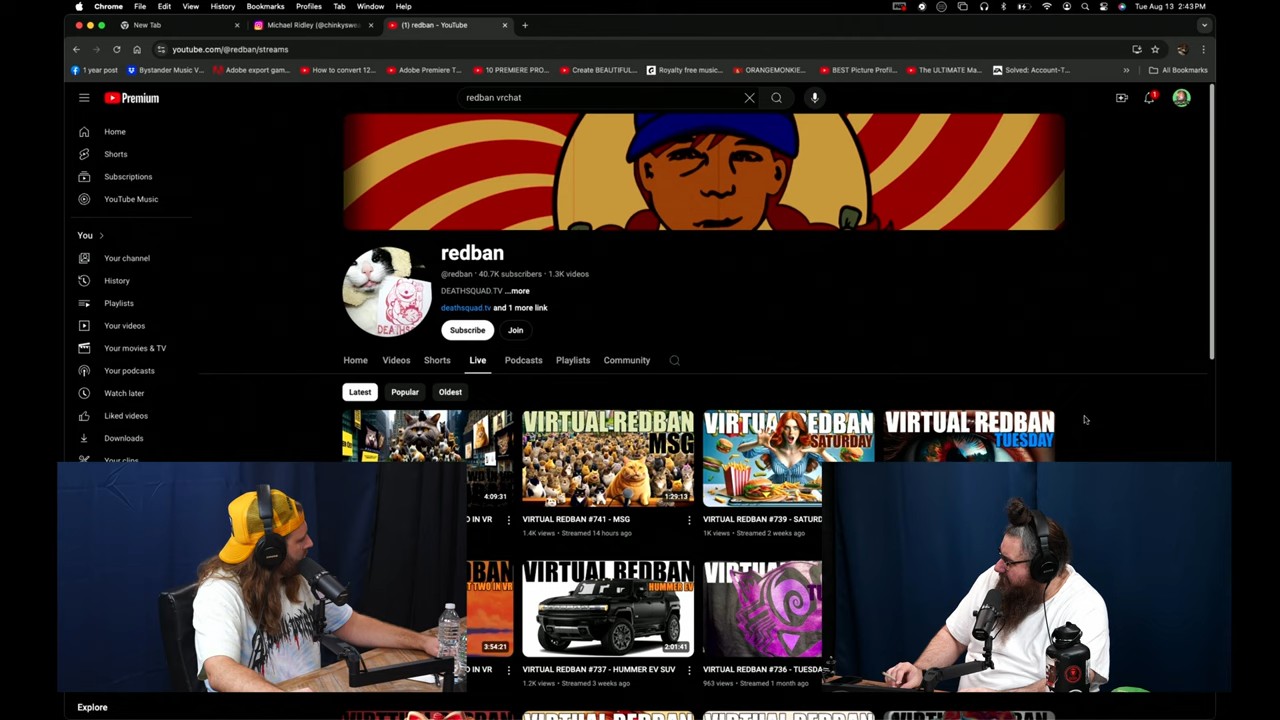 Chrome File Edit View History Bookmarks Profiles Tab Window Help
Tue Aug 13 2:43 PM
New Tab
Michael Ridley (@chinkyswea
(1) redban - YouTube
youtube.com/@redban/streams
1 year post
Bystander Music V...
Adobe export gam...
How to convert 12...
Adobe Premiere T...
10 PREMIERE PRO...
Create BEAUTIFUL...
Royalty free music...
ORANGEMONKIE...
BEST Picture Profil...
The ULTIMATE Ma...
Solved: Account-T...
All Bookmarks
Premium
redban vrchat
1
Home
Shorts
Subscriptions
YouTube Music
You
Your channel
History
Playlists
Your videos
Your movies & TV
Your podcasts
Watch later
Liked videos
Downloads
Your clips
Explore
redban
@redban · 40.7K subscribers · 1.3K videos
DEATHSQUAD.TV ...more
deathsquad.tv and 1 more link
Subscribe Join
Home Videos Shorts Live Podcasts Playlists Community
Latest Popular Oldest
4:09:31
VIRTUAL REDBAN
MSG
1:29:13
VIRTUAL REDBAN
SATURDAY
VIRTUAL REDBAN
TUESDAY
D IN VR
VIRTUAL REDBAN #741 - MSG
1.4K views · Streamed 14 hours ago
VIRTUAL REDBAN #739 - SATURD
1K views · Streamed 2 weeks ago
3:54:21
VIRTUAL REDBAN
HUMMER EV
2:01:41
D IN VR
VIRTUAL REDBAN #737 - HUMMER EV SUV
1.2K views · Streamed 3 weeks ago
VIRTUAL REDBAN #736 - TUESDA
963 views · Streamed 1 month ago